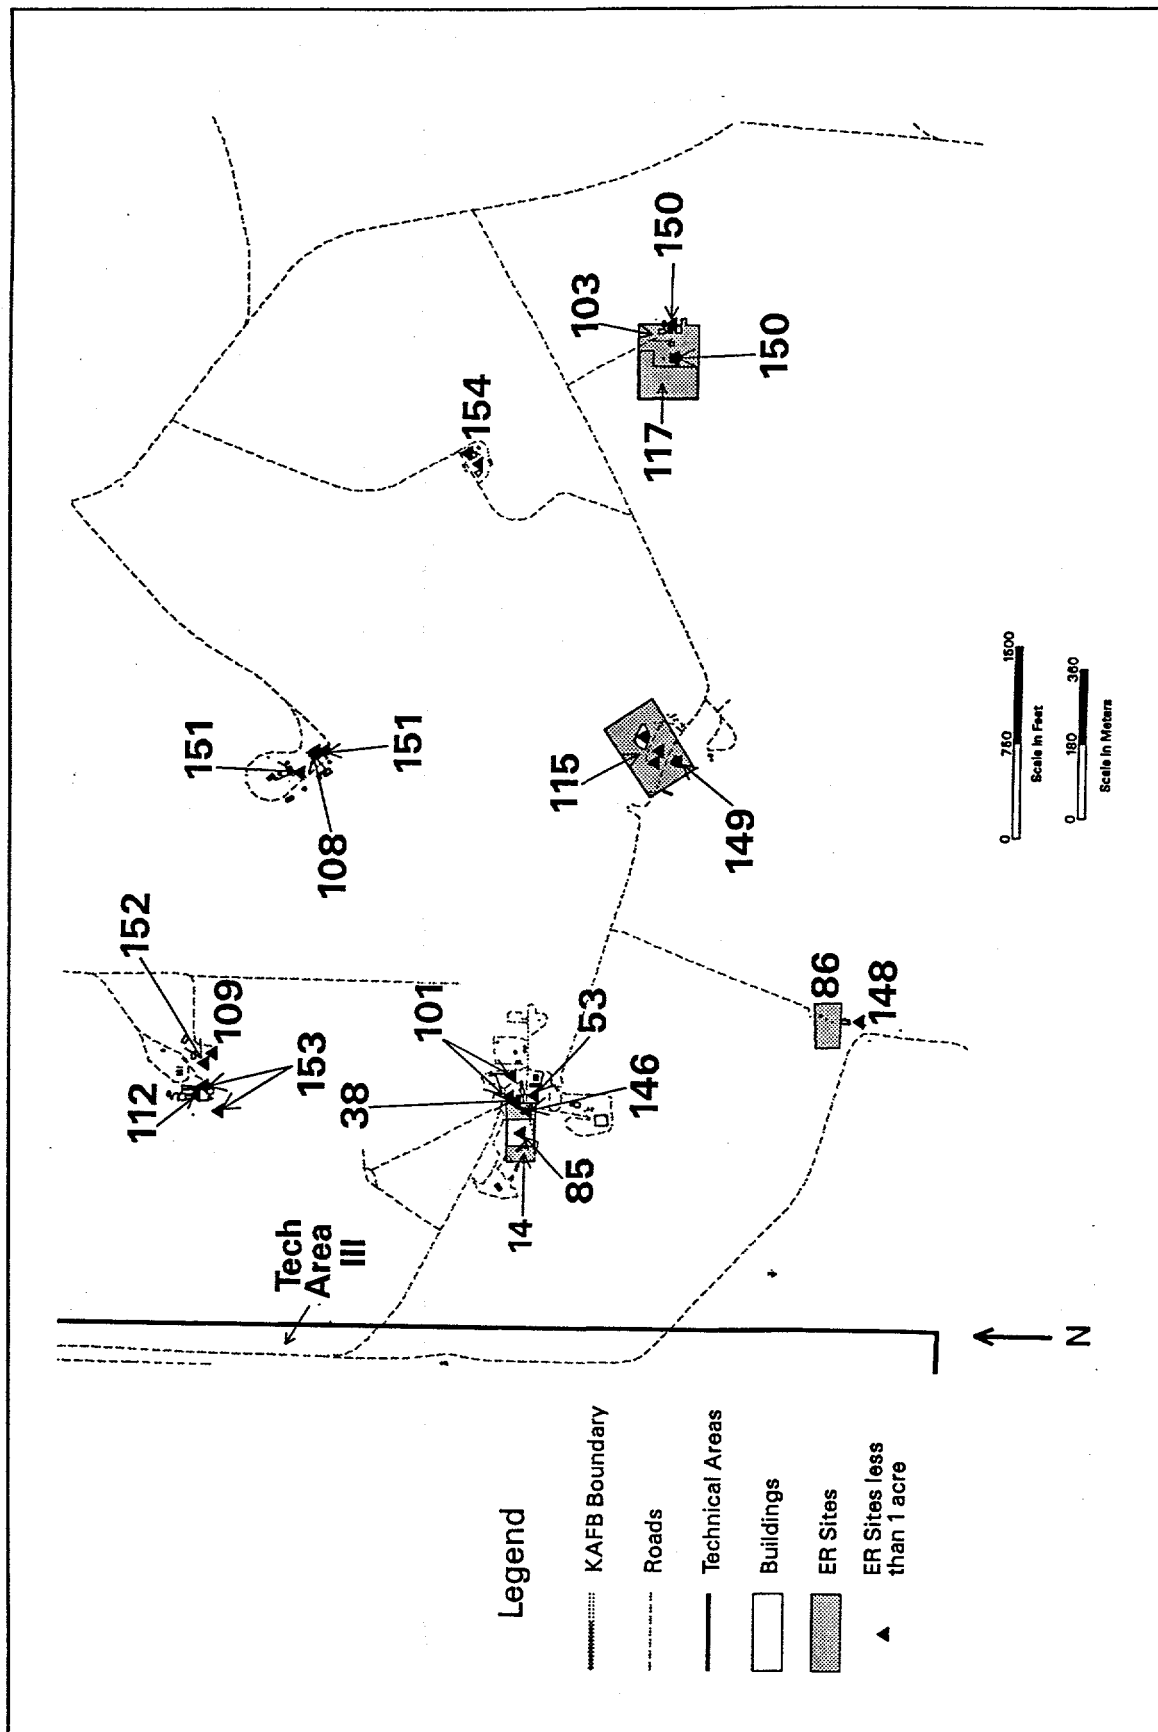 152
109
112
153
151
151
108
154
Tech
Area
III
101
38
53
146
85
14
103
150
150
117
115
149
86
148
0 750 1500
Scale in Feet
0 180 360
Scale in Meters
N
Legend
KAFB Boundary
Roads
Technical Areas
Buildings
ER Sites
ER Sites less
than 1 acre